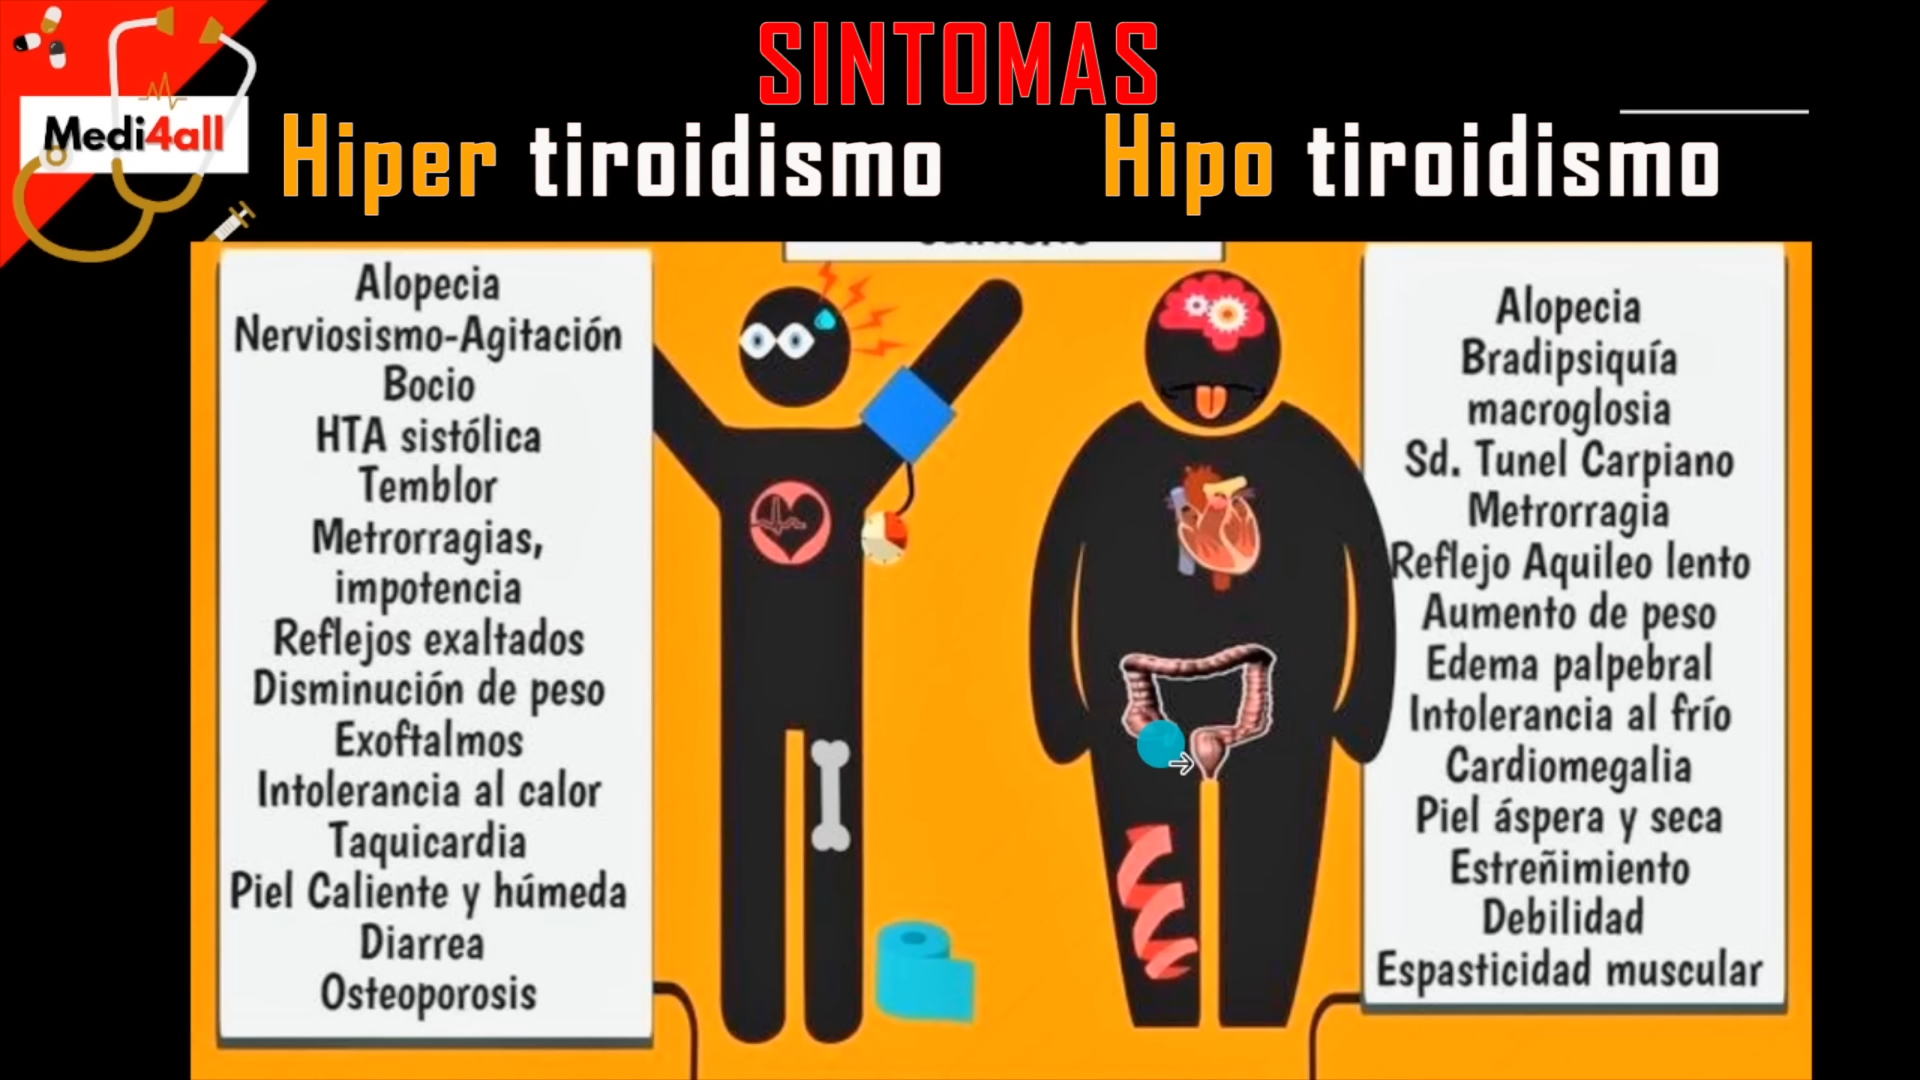 SINTOMAS
Medi4all
Hiper tiroidismo
Hipo tiroidismo
Alopecia
Nerviosismo-Agitación
Bocio
HTA sistólica
Temblor
Metrorragias,
impotencia
Reflejos exaltados
Disminución de peso
Exoftalmos
Intolerancia al calor
Taquicardia
Piel Caliente y húmeda
Diarrea
Osteoporosis
Alopecia
Bradipsiquía
macroglosia
Sd. Tunel Carpiano
Metrorragia
Reflejo Aquileo lento
Aumento de peso
Edema palpebral
Intolerancia al frío
Cardiomegalia
Piel áspera y seca
Estreñimiento
Debilidad
Espasticidad muscular